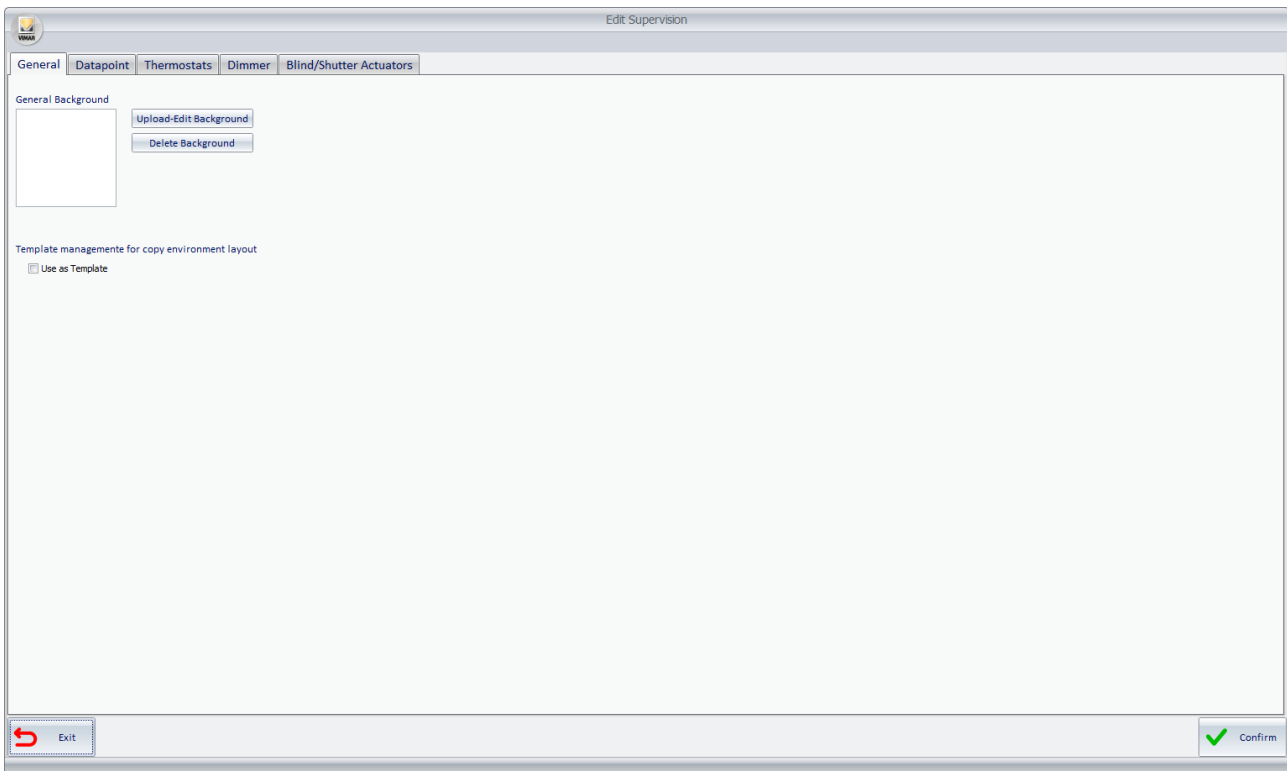 Edit Supervision
VIMAR
General Datapoint Thermostats Dimmer Blind/Shutter Actuators
General Background
Upload-Edit Background
Delete Background
Template managemente for copy environment layout
Use as Template
Exit Confirm